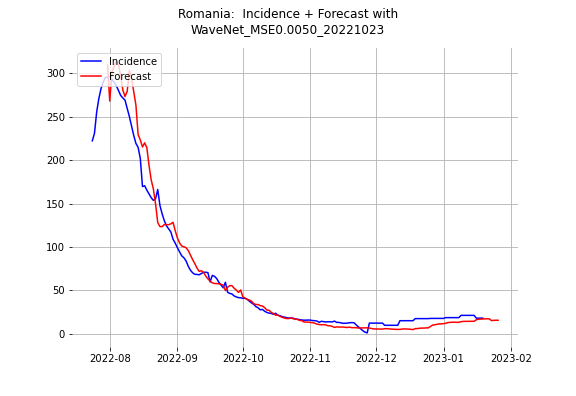 Romania:  Incidence + Forecast with
WaveNet_MSE0.0050_20221023
Incidence
Forecast
300
250
200
150
100
50
0
2022-08 2022-09 2022-10 2022-11 2022-12 2023-01 2023-02